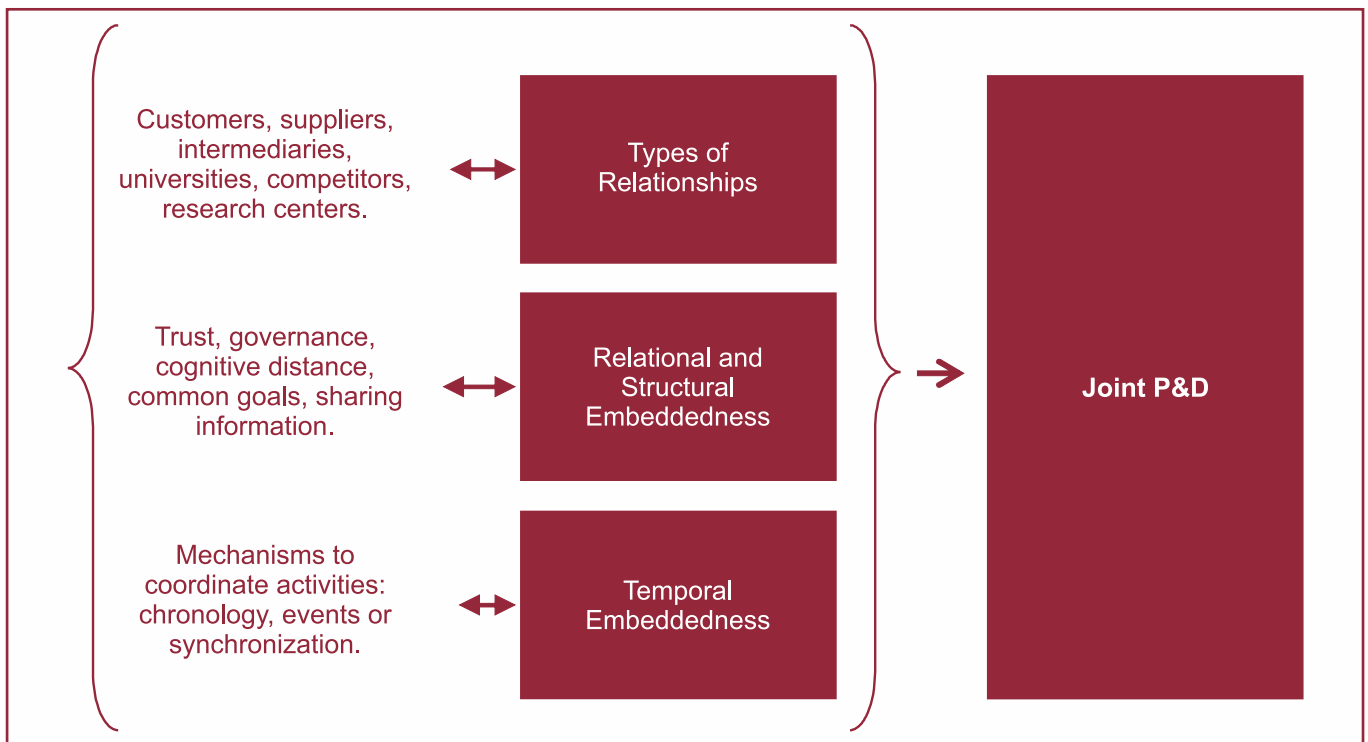 Customers, suppliers,
intermediaries,
universities, competitors,
research centers.
Types of
Relationships
Trust, governance,
cognitive distance,
common goals, sharing
information.
Relational and
Structural
Embeddedness
Mechanisms to
coordinate activities:
chronology, events or
synchronization.
Temporal
Embeddedness
Joint P&D